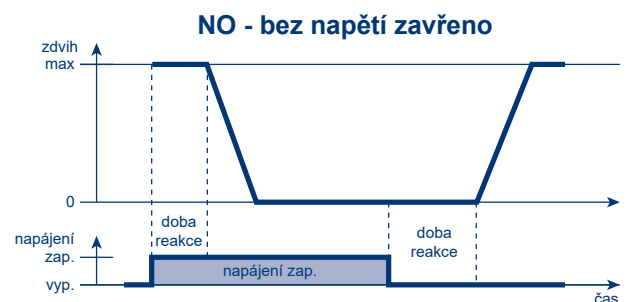 NO - bez napětí zavřeno
zdvih
max
0
doba
reakce
doba
reakce
napájení
zap.
napájení zap.
vyp.
čas